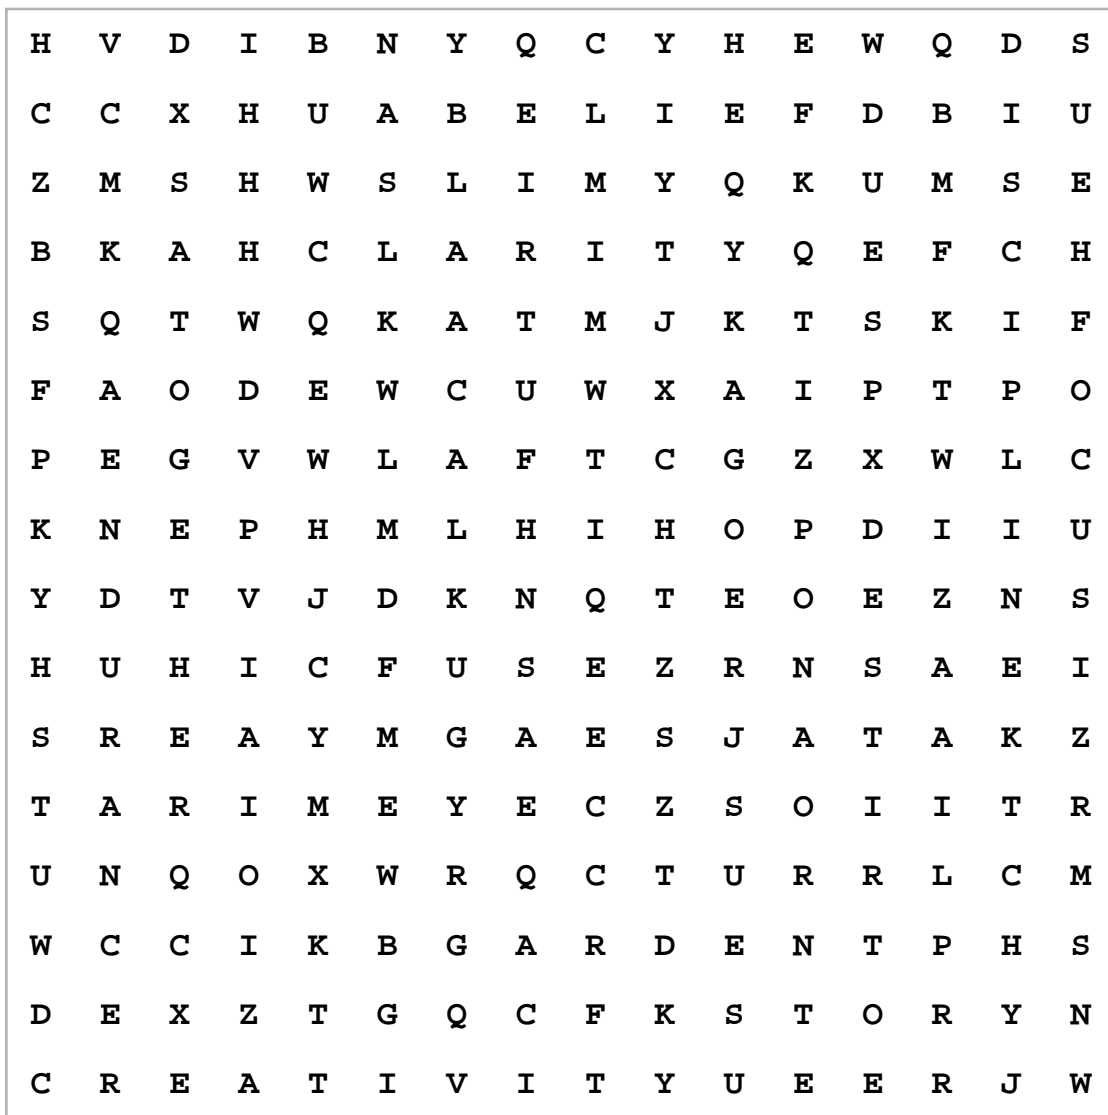 H V D I B N Y Q C Y H E W Q D S
C C X H U A B E L I E F D B I U
Z M S H W S L I M Y Q K U M S E
B K A H C L A R I T Y Q E F C H
S Q T W Q K A T M J K T S K I F
F A O D E W C U W X A I P T P O
P E G V W L A F T C G Z X W L C
K N E P H M L H I H O P D I I U
Y D T V J D K N Q T E O E Z N S
H U H I C F U S E Z R N S A E I
S R E A Y M G A E S J A T A K Z
T A R I M E Y E C Z S O I I T R
U N Q O X W R Q C T U R R L C M
W C C I K B G A R D E N T P H S
D E X Z T G Q C F K S T O R Y N
C R E A T I V I T Y U E E R J W